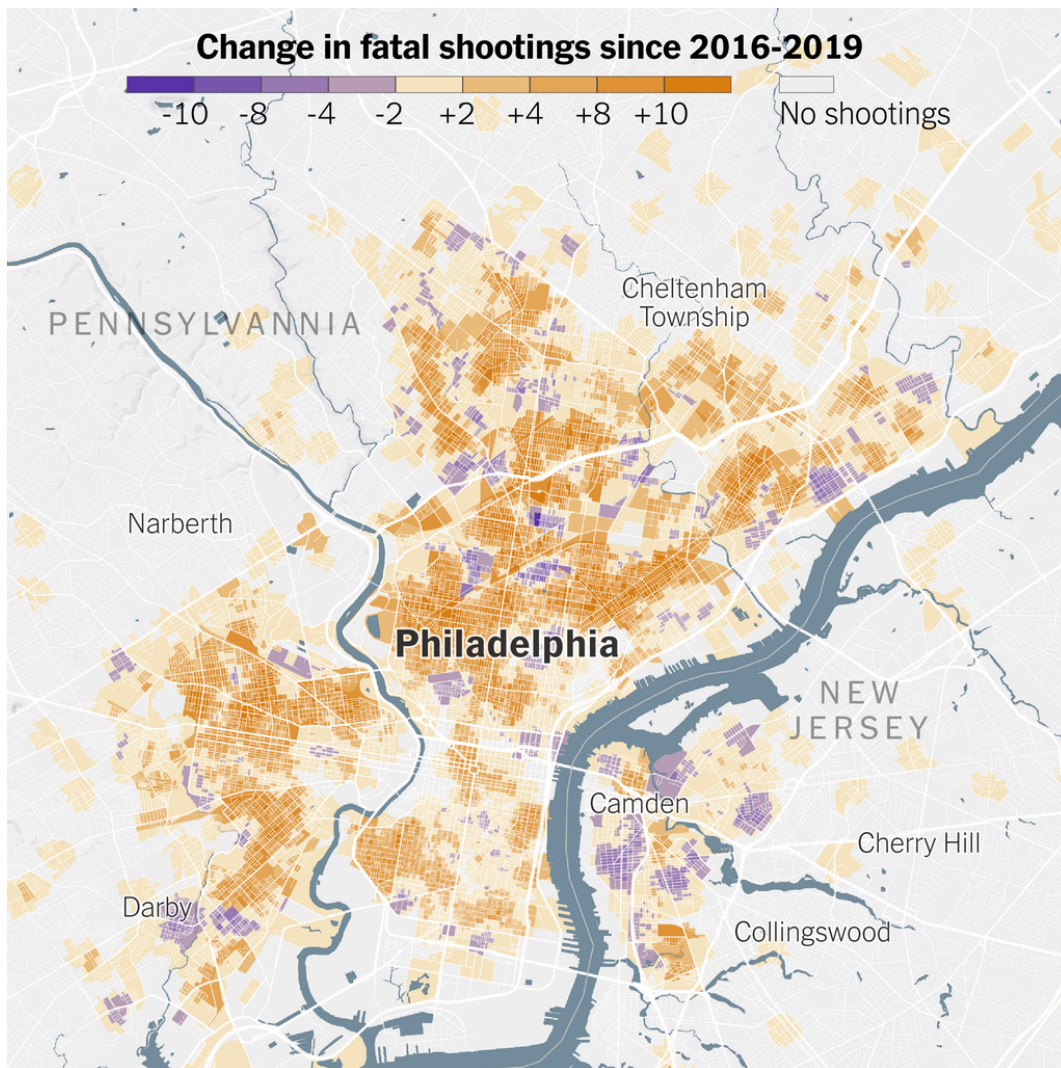 Change in fatal shootings since 2016-2019
-10 -8 -4 -2 +2 +4 +8 +10 No shootings
Cheltenham
Township
PENNSYLVANNIA
Narberth
Philadelphia
NEW
JERSEY
Camden
Cherry Hill
Darby
Collingswood